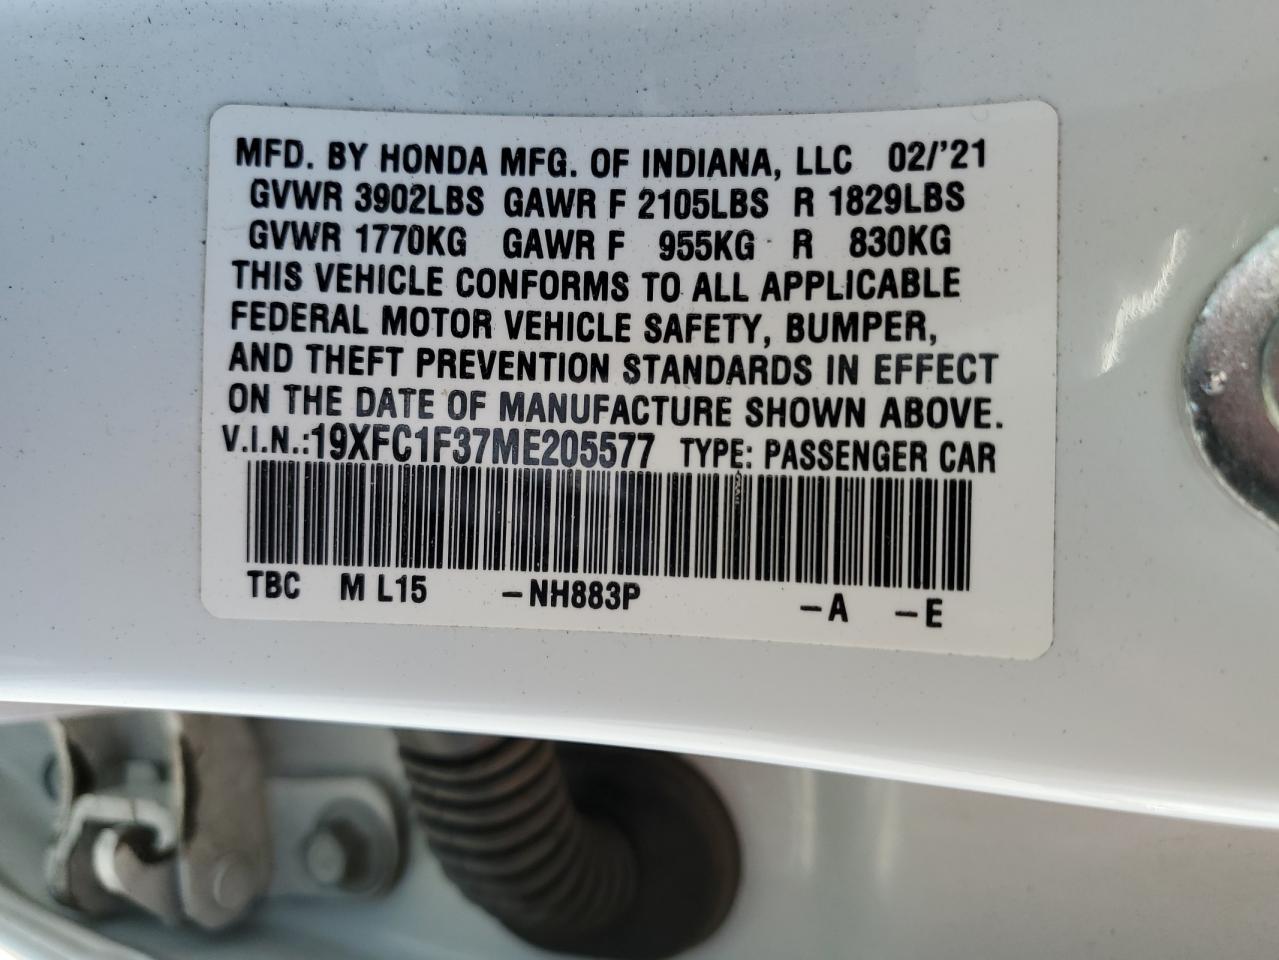 MFD. BY HONDA MFG. OF INDIANA, LLC 02/'21
GVWR 3902LBS GAWR F 2105LBS R 1829LBS
GVWR 1770KG GAWR F 955KG R 830KG
THIS VEHICLE CONFORMS TO ALL APPLICABLE
FEDERAL MOTOR VEHICLE SAFETY, BUMPER,
AND THEFT PREVENTION STANDARDS IN EFFECT
ON THE DATE OF MANUFACTURE SHOWN ABOVE.
V.I.N.:19XFC1F37ME205577 TYPE: PASSENGER CAR
TBC M L15 –NH883P –A –E